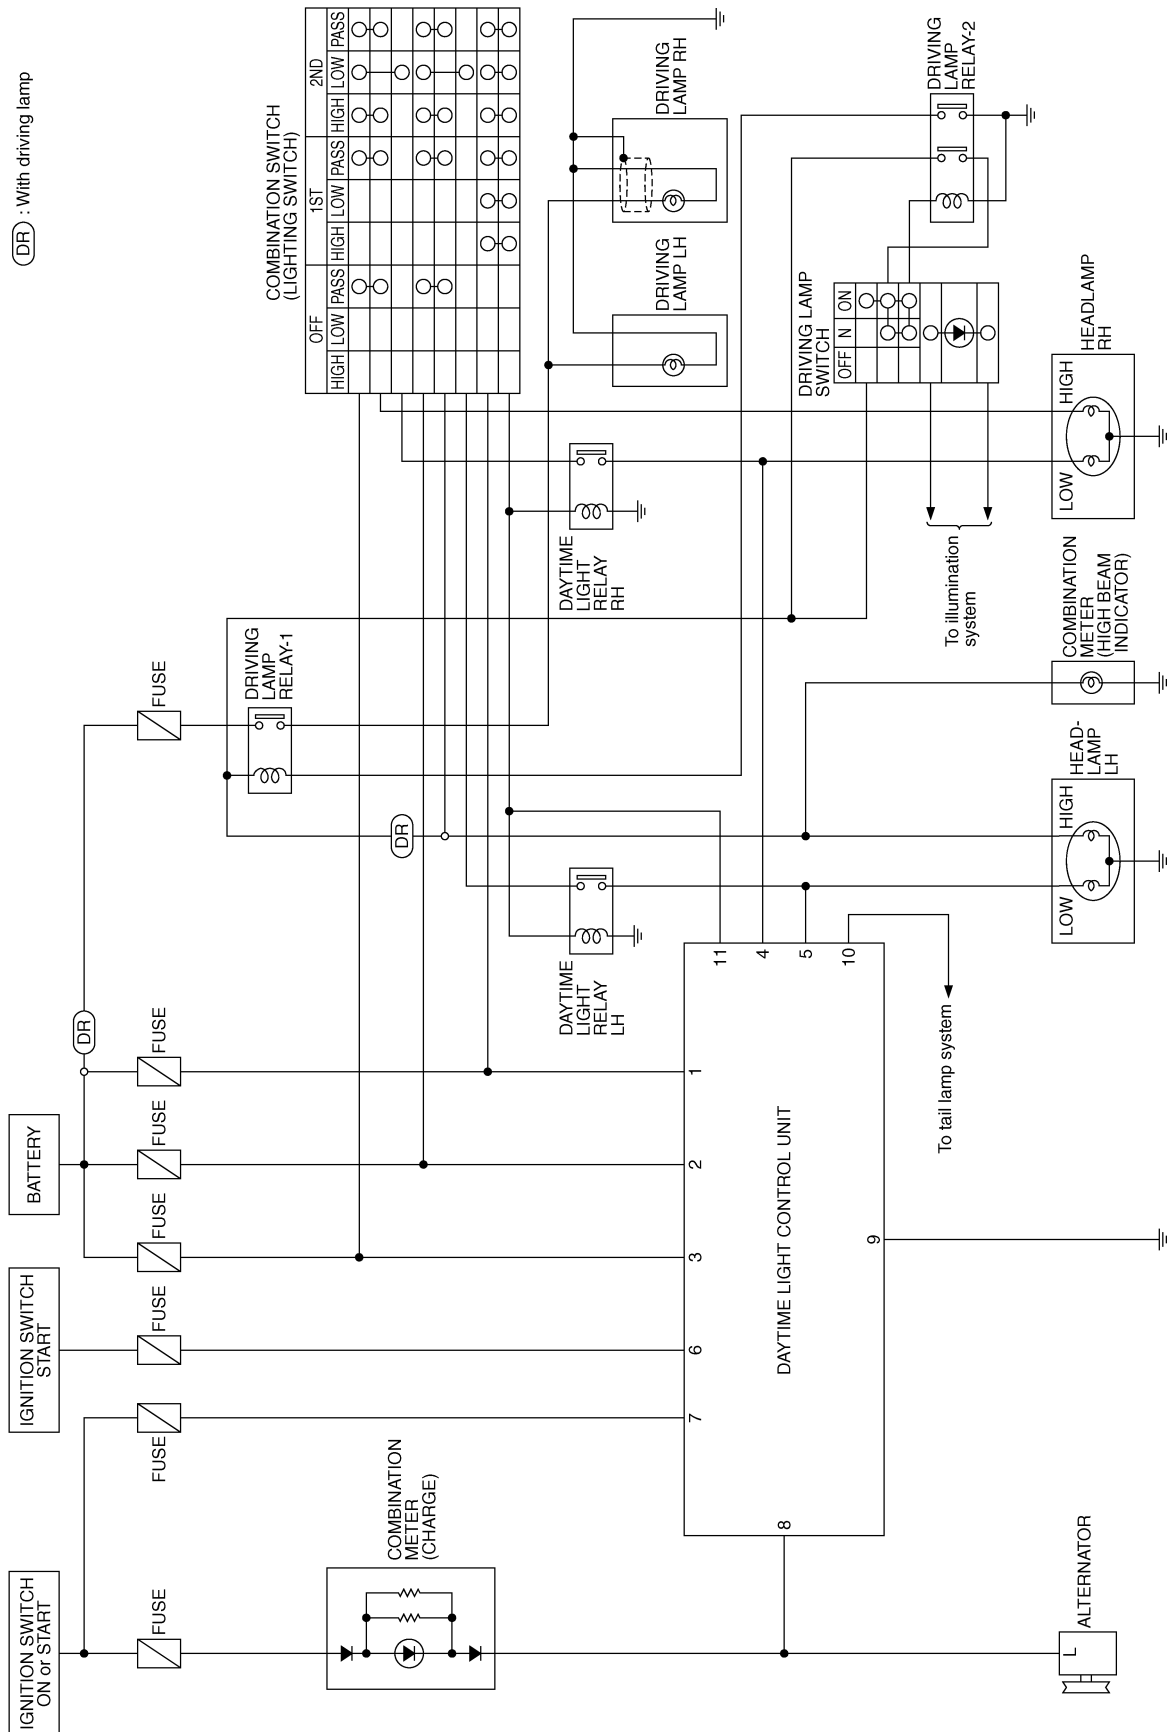 DR : With driving lamp
COMBINATION SWITCH
(LIGHTING SWITCH)
OFF 1ST 2ND
HIGH LOW PASS HIGH LOW PASS HIGH LOW PASS
DRIVING
LAMP LH
DRIVING
LAMP RH
DRIVING
LAMP
RELAY-2
DRIVING LAMP
SWITCH
OFF N ON
HEADLAMP
RH
LOW HIGH
To illumination
system
DAYTIME
LIGHT
RELAY
RH
COMBINATION
METER
(HIGH BEAM
INDICATOR)
FUSE
DRIVING
LAMP
RELAY-1
DR
HEAD-
LAMP
LH
LOW HIGH
DAYTIME
LIGHT
RELAY
LH
DR
BATTERY
FUSE
FUSE
FUSE
IGNITION SWITCH
START
FUSE
FUSE
IGNITION SWITCH
ON or START
FUSE
COMBINATION
METER
(CHARGE)
DAYTIME LIGHT CONTROL UNIT
1
2
3
6
7
8
9
10
5
4
11
To tail lamp system
ALTERNATOR
L